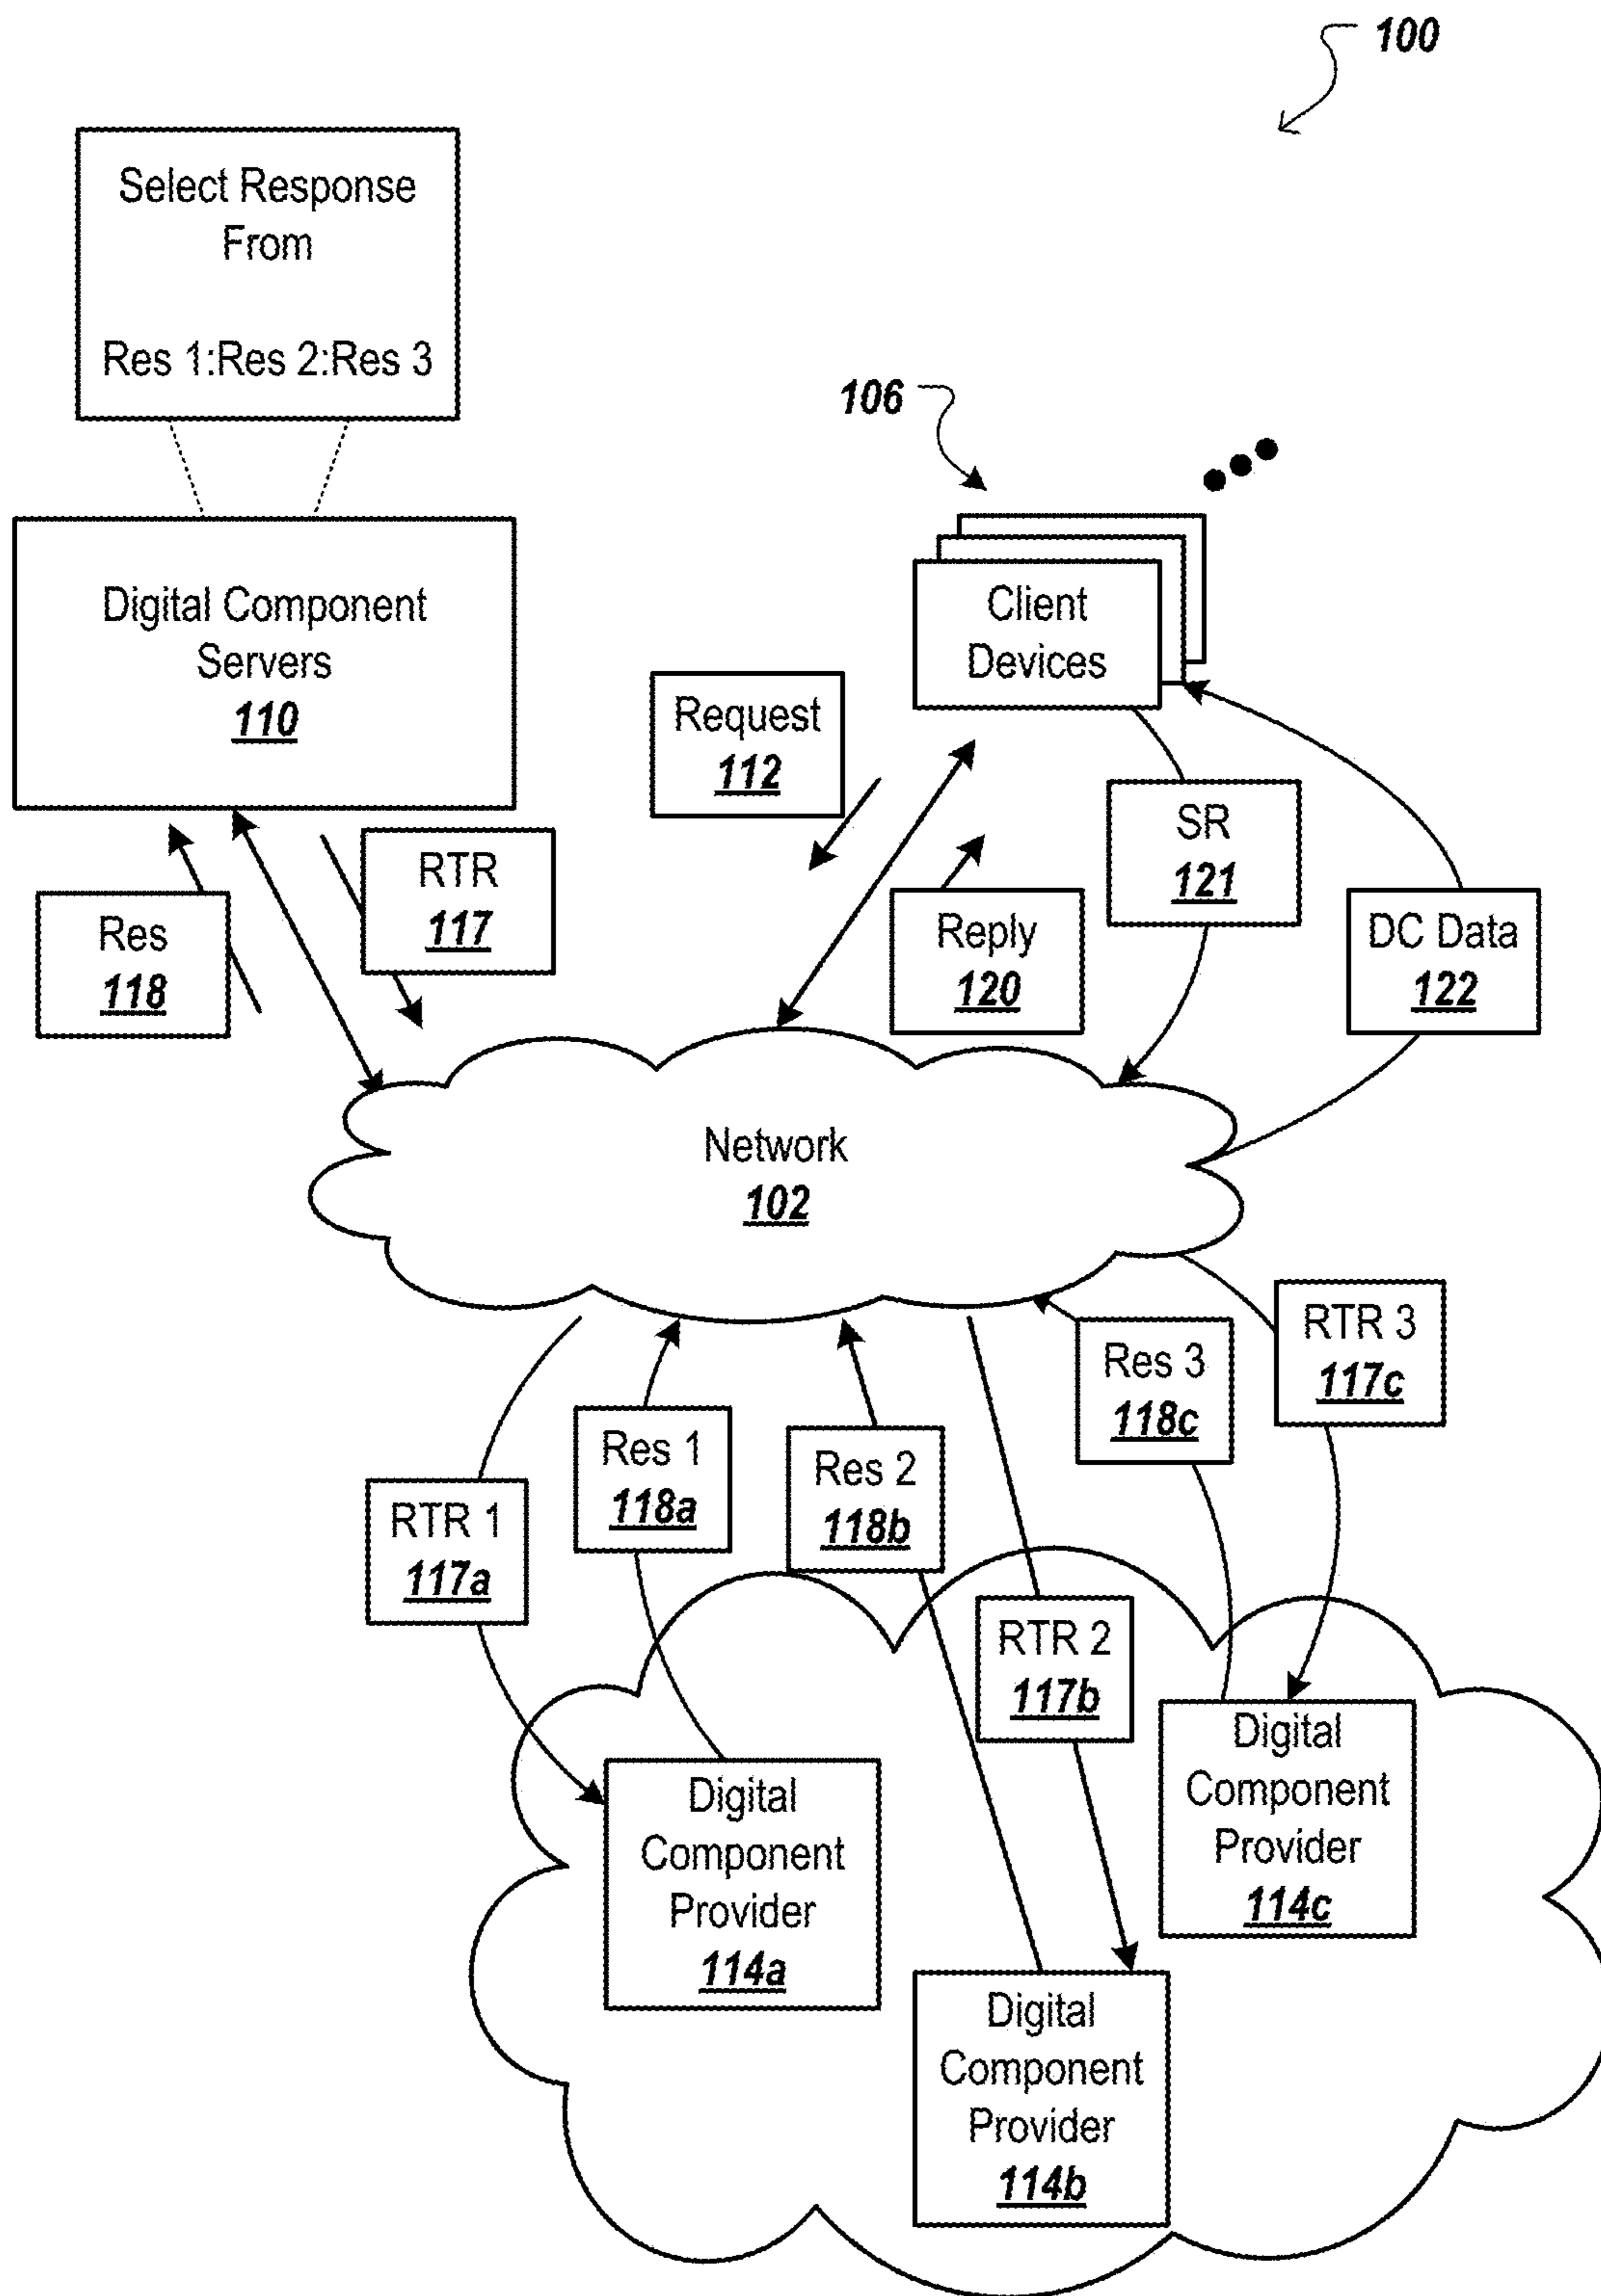 100
Select Response
From
Res 1:Res 2:Res 3
106
Client
Devices
Digital Component
Servers
110
Request
112
SR
121
RTR
117
Res
118
Reply
120
DC Data
122
Network
102
RTR 3
117c
Res 3
118c
Res 1
118a
Res 2
118b
RTR 1
117a
RTR 2
117b
Digital
Component
Provider
114c
Digital
Component
Provider
114a
Digital
Component
Provider
114b